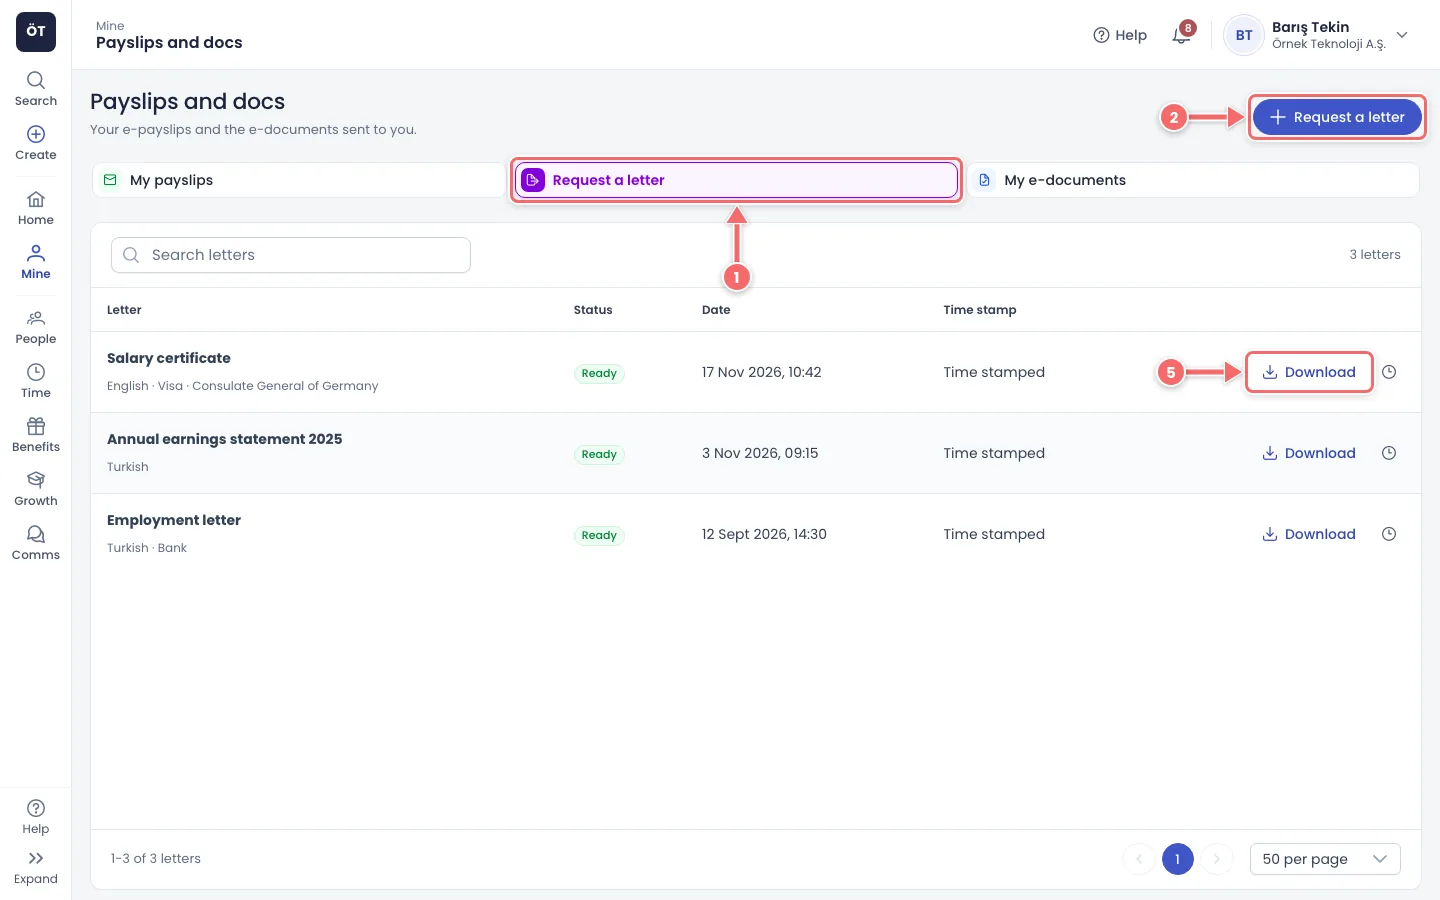 ÖT
Search
Create
Home
Mine
People
Time
Benefits
Growth
Comms
Help
Expand
Mine
Payslips and docs
Help
8
BT
Barış Tekin
Örnek Teknoloji A.Ş.
Payslips and docs
Your e-payslips and the e-documents sent to you.
2
Request a letter
My payslips
Request a letter
My e-documents
1
Search letters
3 letters
Letter
Status
Date
Time stamp
Salary certificate
English · Visa · Consulate General of Germany
Ready
17 Nov 2026, 10:42
Time stamped
5
Download
Annual earnings statement 2025
Turkish
Ready
3 Nov 2026, 09:15
Time stamped
Download
Employment letter
Turkish · Bank
Ready
12 Sept 2026, 14:30
Time stamped
Download
1-3 of 3 letters
1
50 per page